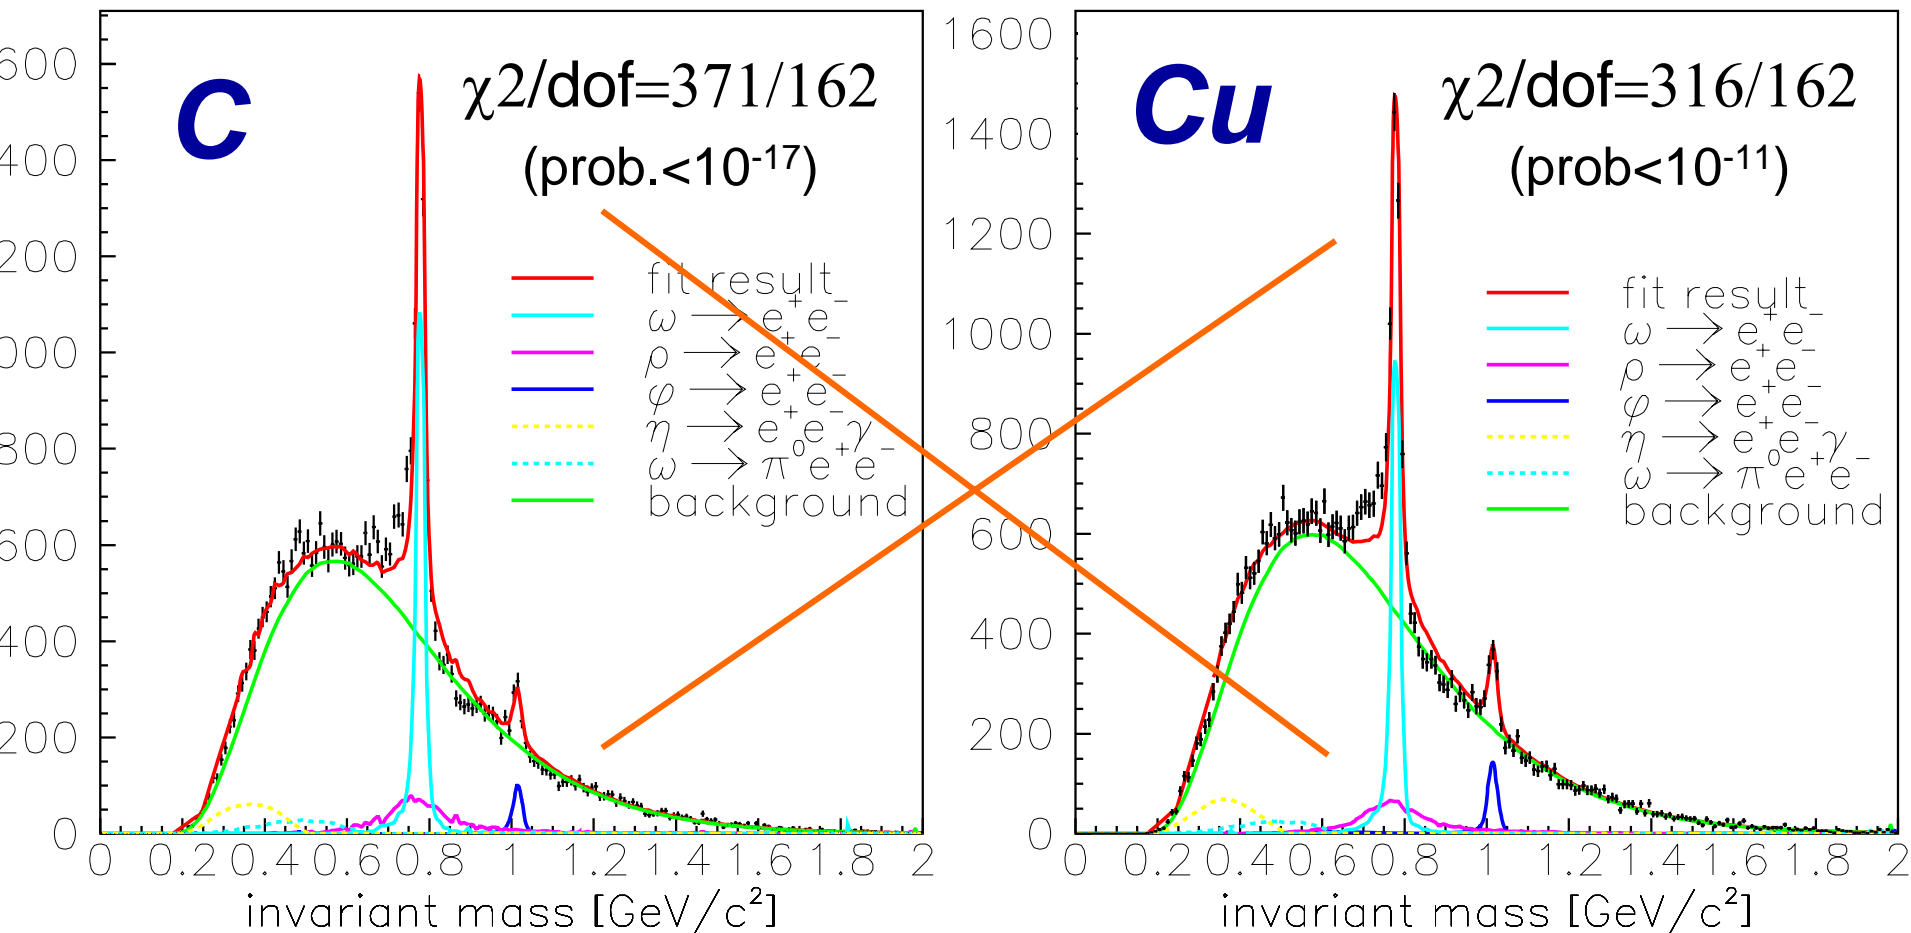 C
χ2/dof=371/162
(prob.<10-17)
fit result
ω → e+e-
ρ → e+e-
φ → e+e-
η → e+e-γ
ω → π0e+e-
background
600
400
200
000
800
600
400
200
0
0 0.2 0.4 0.6 0.8 1 1.2 1.4 1.6 1.8 2
invariant mass [GeV/c2]
Cu
χ2/dof=316/162
(prob<10-11)
fit result
ω → e+e-
ρ → e+e-
φ → e+e-
η → e+e-γ
ω → π0e+e-
background
1600
1400
1200
1000
800
600
400
200
0
0 0.2 0.4 0.6 0.8 1 1.2 1.4 1.6 1.8 2
invariant mass [GeV/c2]